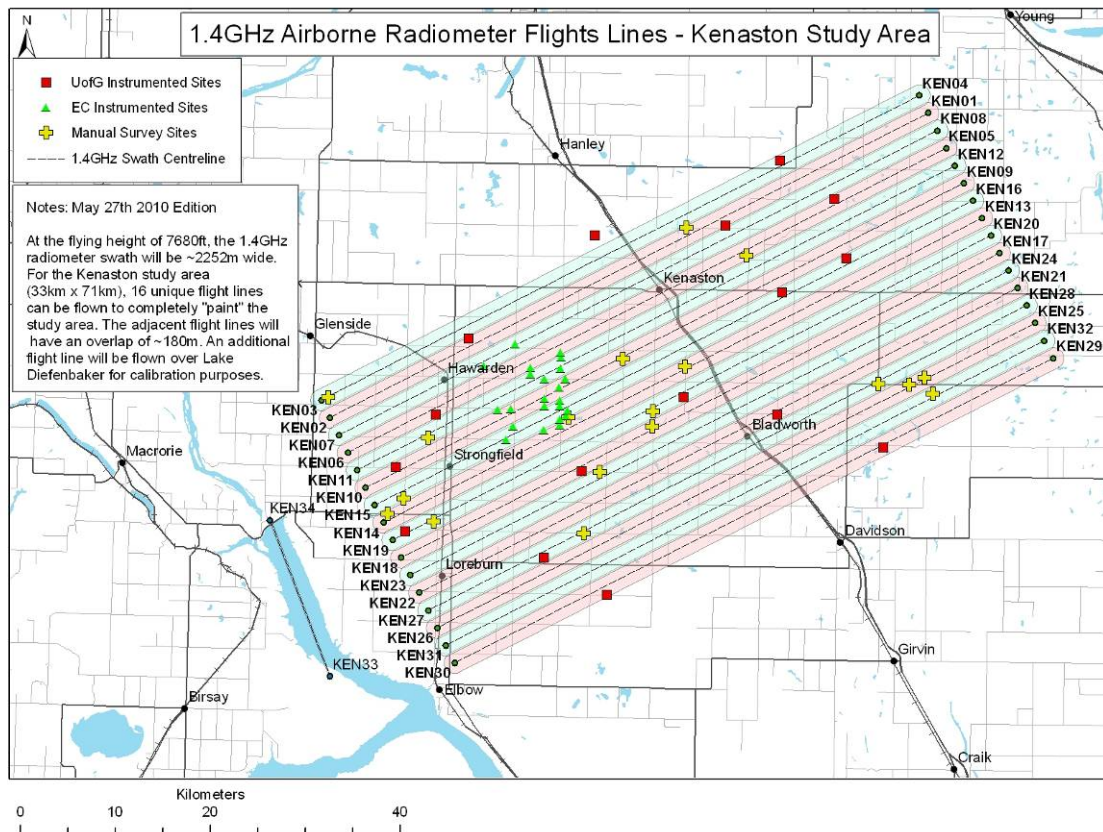 1.4GHz Airborne Radiometer Flights Lines - Kenaston Study Area
N
UofG Instrumented Sites
EC Instrumented Sites
Manual Survey Sites
1.4GHz Swath Centreline
Notes: May 27th 2010 Edition
At the flying height of 7680ft, the 1.4GHz
radiometer swath will be ~2252m wide.
For the Kenaston study area
(33km x 71km), 16 unique flight lines
can be flown to completely "paint" the
study area. The adjacent flight lines will
have an overlap of ~180m. An additional
flight line will be flown over Lake
Diefenbaker for calibration purposes.
Young
KEN04
KEN01
KEN08
KEN05
KEN12
KEN09
KEN16
KEN13
KEN20
KEN17
KEN24
KEN21
KEN28
KEN25
KEN32
KEN29
Hanley
Kenaston
Glenside
Hawarden
KEN03
KEN02
KEN07
KEN06
KEN11
KEN10
KEN15
KEN14
KEN19
KEN18
KEN23
KEN22
KEN27
KEN26
KEN31
KEN30
Bladworth
Strongfield
Macrorie
KEN34
Davidson
Loreburn
KEN33
Elbow
Birsay
Girvin
Craik
Kilometers
0 10 20 40